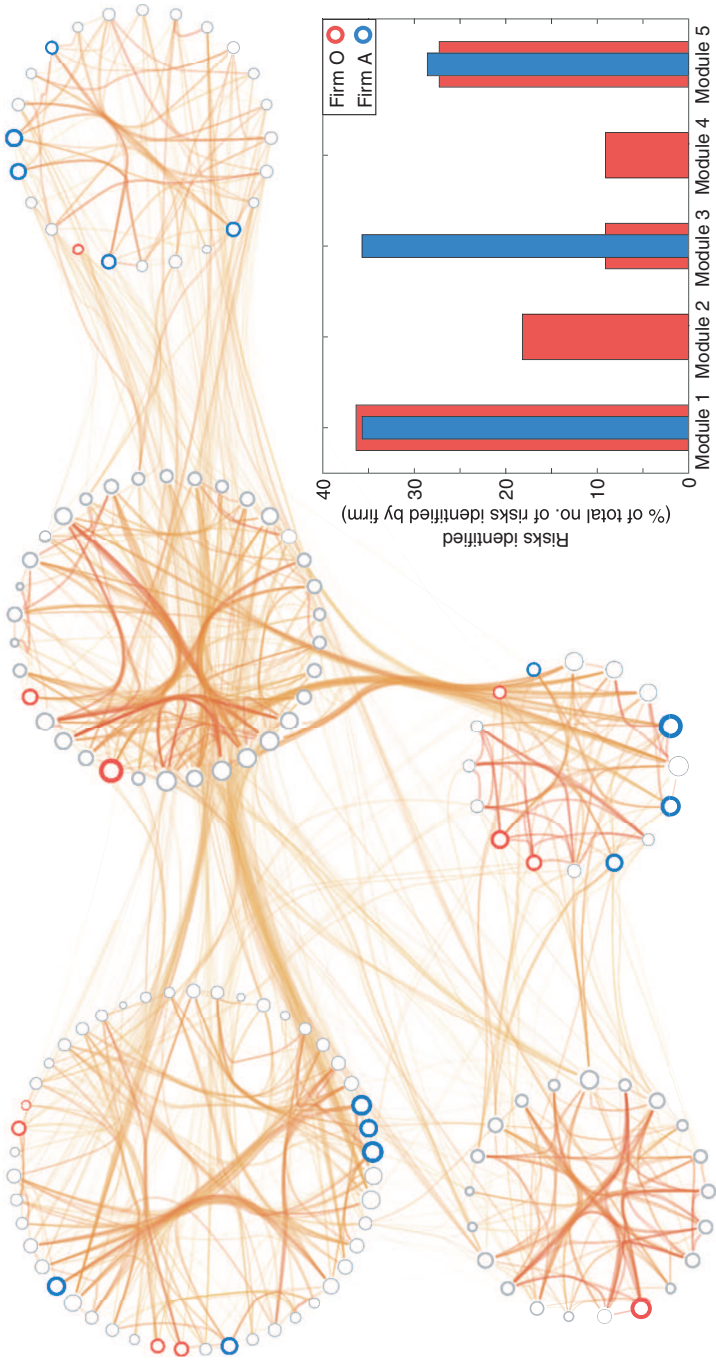 Firm O
Firm A
Risks identified
(% of total no. of risks identified by firm)
40
30
20
10
0
Module 1
Module 2
Module 3
Module 4
Module 5